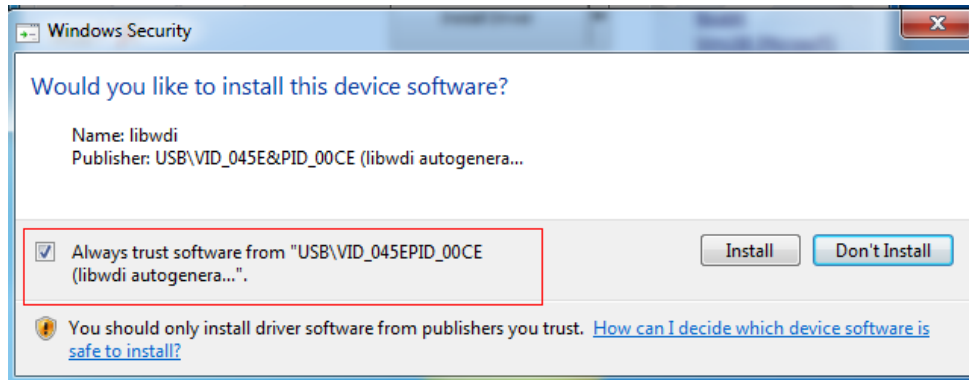 Windows Security
Would you like to install this device software?
Name: libwdi
Publisher: USB\VID_045E&PID_00CE (libwdi autogenera...
Always trust software from "USB\VID_045EPID_00CE
(libwdi autogenera...".
Install
Don't Install
You should only install driver software from publishers you trust. How can I decide which device software is
safe to install?